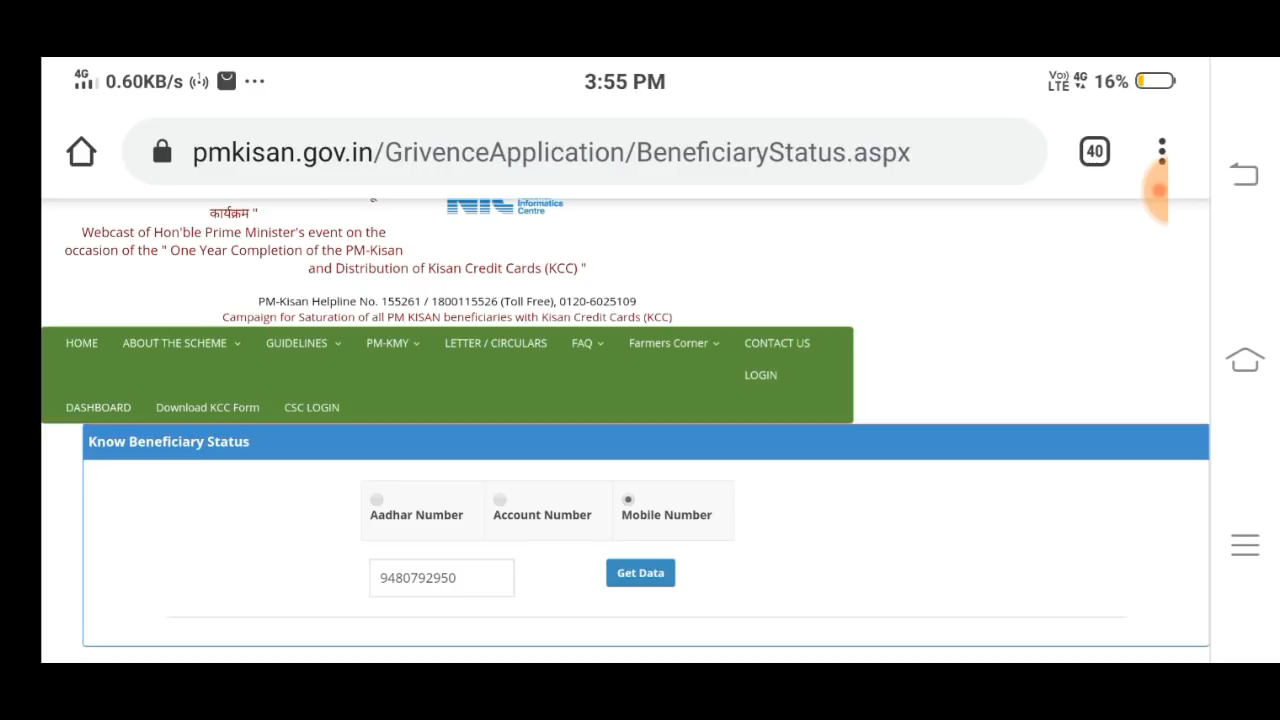 4G 0.60KB/s ... 3:55 PM VoLTE 4G 16%
pmkisan.gov.in/GrivenceApplication/BeneficiaryStatus.aspx 40
कार्यक्रम "
NIC Informatics
Centre
Webcast of Hon'ble Prime Minister's event on the
occasion of the " One Year Completion of the PM-Kisan
and Distribution of Kisan Credit Cards (KCC) "
PM-Kisan Helpline No. 155261 / 1800115526 (Toll Free), 0120-6025109
Campaign for Saturation of all PM KISAN beneficiaries with Kisan Credit Cards (KCC)
HOME ABOUT THE SCHEME GUIDELINES PM-KMY LETTER / CIRCULARS FAQ Farmers Corner CONTACT US
LOGIN
DASHBOARD Download KCC Form CSC LOGIN
Know Beneficiary Status
Aadhar Number Account Number Mobile Number
9480792950 Get Data